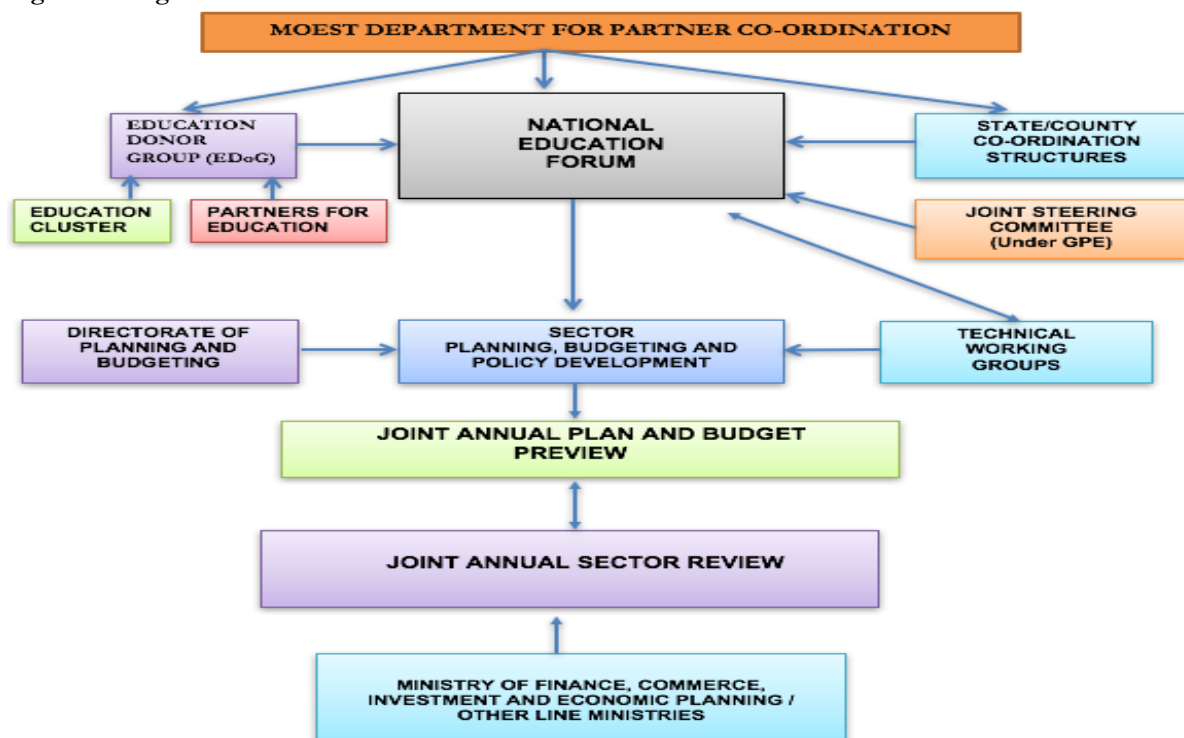 MOEST DEPARTMENT FOR PARTNER CO-ORDINATION
EDUCATION
DONOR
GROUP (EDoG)
NATIONAL
EDUCATION
FORUM
STATE/COUNTY
CO-ORDINATION
STRUCTURES
EDUCATION
CLUSTER
PARTNERS FOR
EDUCATION
JOINT STEERING
COMMITTEE
(Under GPE)
DIRECTORATE OF
PLANNING AND
BUDGETING
SECTOR
PLANNING, BUDGETING AND
POLICY DEVELOPMENT
TECHNICAL
WORKING
GROUPS
JOINT ANNUAL PLAN AND BUDGET
PREVIEW
JOINT ANNUAL SECTOR REVIEW
MINISTRY OF FINANCE, COMMERCE,
INVESTMENT AND ECONOMIC PLANNING /
OTHER LINE MINISTRIES